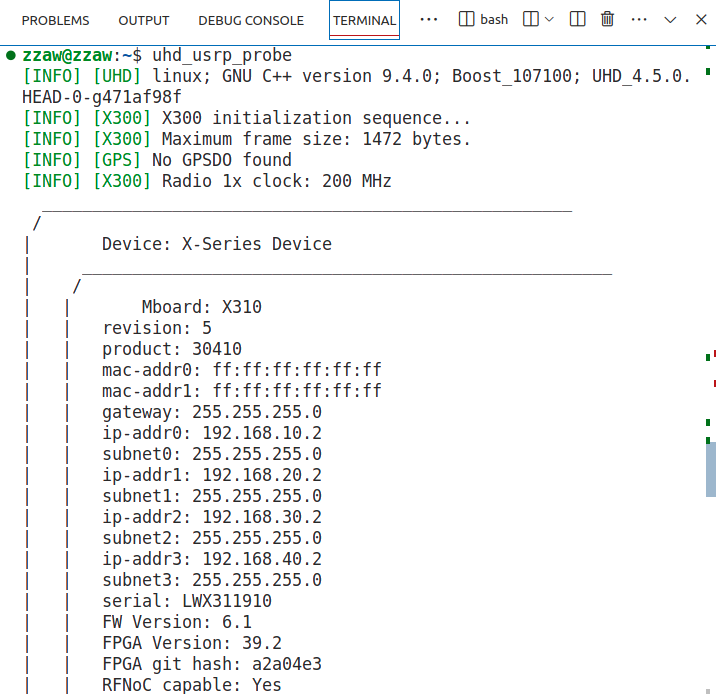 PROBLEMS OUTPUT DEBUG CONSOLE TERMINAL ··· bash ···
zzaw@zzaw:~$ uhd_usrp_probe
[INFO] [UHD] linux; GNU C++ version 9.4.0; Boost_107100; UHD_4.5.0.
HEAD-0-g471af98f
[INFO] [X300] X300 initialization sequence...
[INFO] [X300] Maximum frame size: 1472 bytes.
[INFO] [GPS] No GPSDO found
[INFO] [X300] Radio 1x clock: 200 MHz
_____________________________________________________
/
| Device: X-Series Device
| _____________________________________________________
| /
| | Mboard: X310
| | revision: 5
| | product: 30410
| | mac-addr0: ff:ff:ff:ff:ff:ff
| | mac-addr1: ff:ff:ff:ff:ff:ff
| | gateway: 255.255.255.0
| | ip-addr0: 192.168.10.2
| | subnet0: 255.255.255.0
| | ip-addr1: 192.168.20.2
| | subnet1: 255.255.255.0
| | ip-addr2: 192.168.30.2
| | subnet2: 255.255.255.0
| | ip-addr3: 192.168.40.2
| | subnet3: 255.255.255.0
| | serial: LWX311910
| | FW Version: 6.1
| | FPGA Version: 39.2
| | FPGA git hash: a2a04e3
| | RFNoC capable: Yes